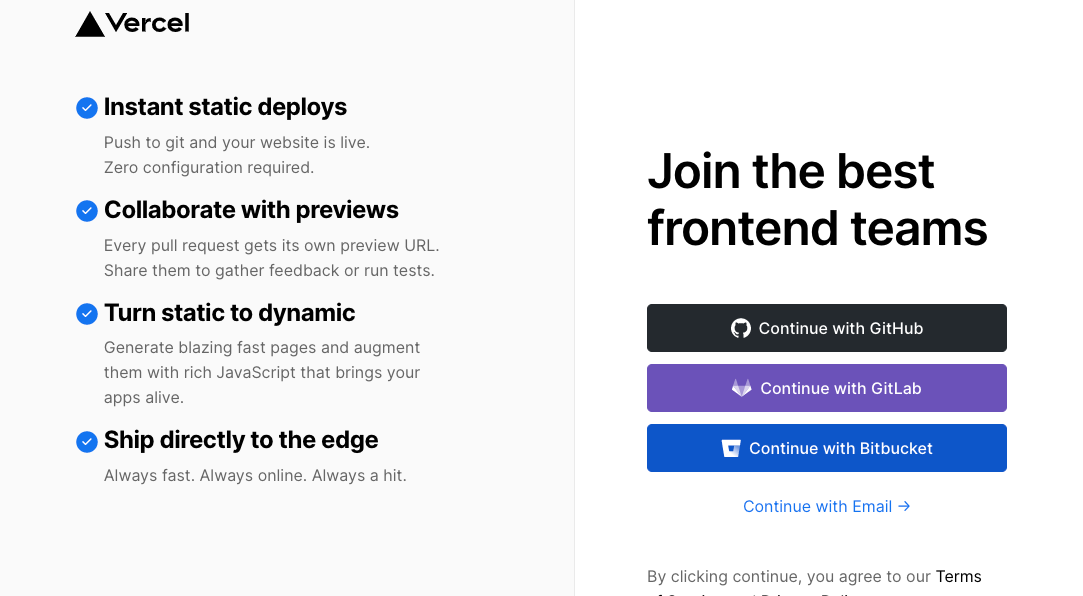 Vercel
Instant static deploys
Push to git and your website is live.
Zero configuration required.
Collaborate with previews
Every pull request gets its own preview URL.
Share them to gather feedback or run tests.
Turn static to dynamic
Generate blazing fast pages and augment
them with rich JavaScript that brings your
apps alive.
Ship directly to the edge
Always fast. Always online. Always a hit.
Join the best
frontend teams
Continue with GitHub
Continue with GitLab
Continue with Bitbucket
Continue with Email →
By clicking continue, you agree to our Terms